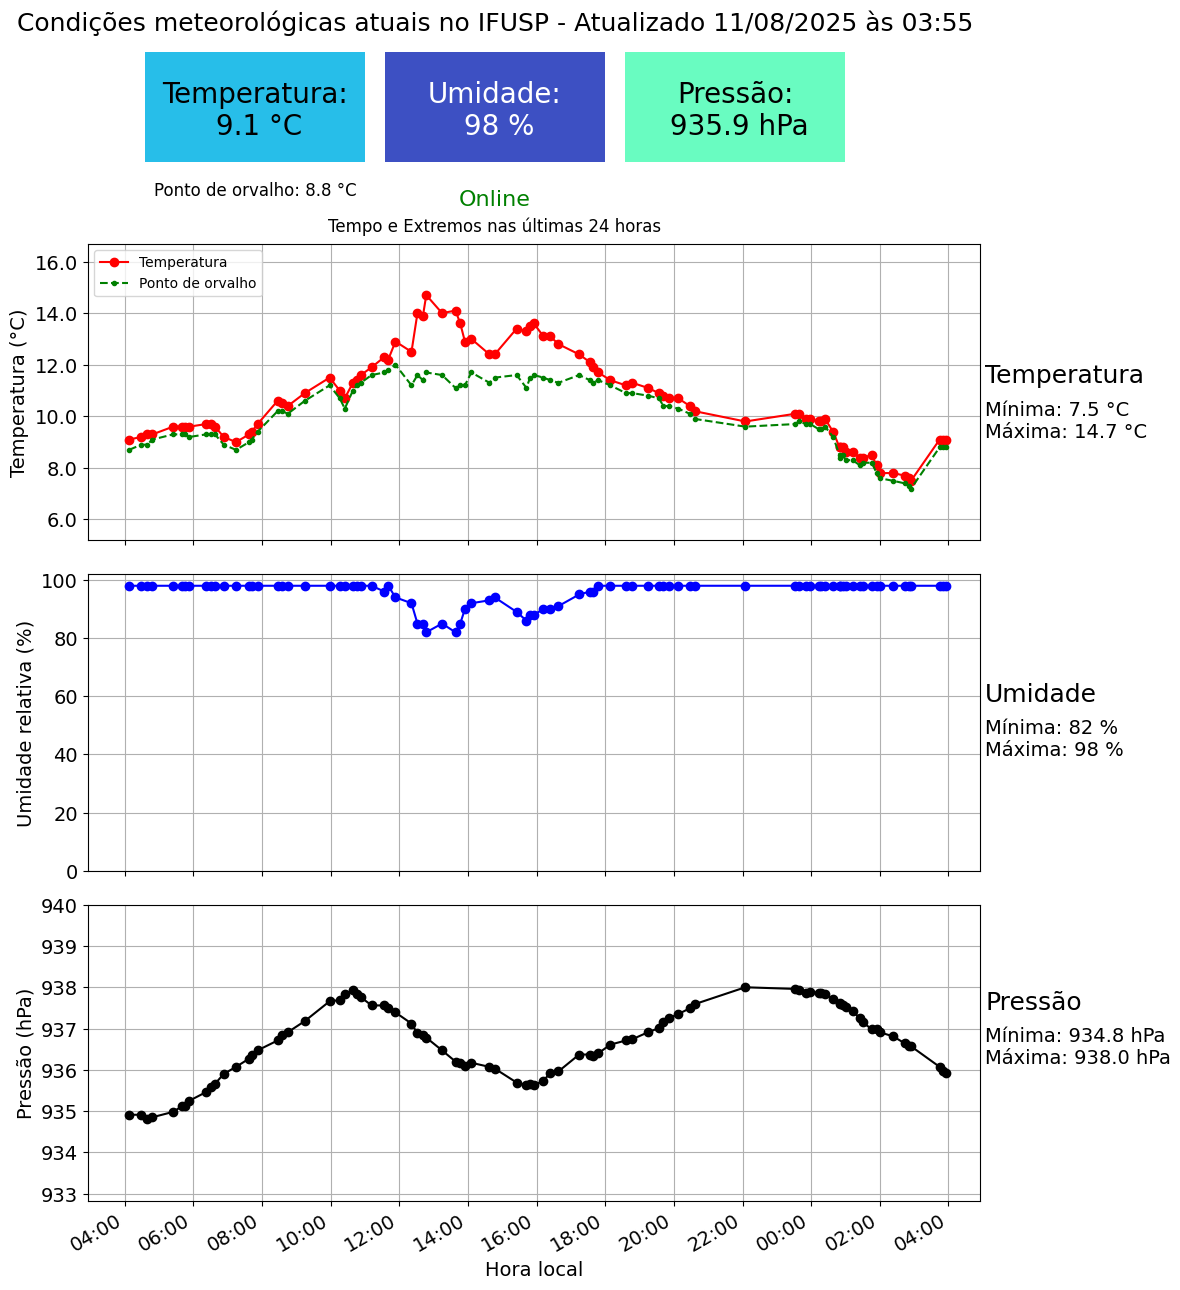 Condições meteorológicas atuais no IFUSP - Atualizado 11/08/2025 às 03:55
Temperatura:
9.1 °C
Umidade:
98 %
Pressão:
935.9 hPa
Ponto de orvalho: 8.8 °C
Online
Tempo e Extremos nas últimas 24 horas
Temperatura
Ponto de orvalho
Temperatura (°C)
16.0
14.0
12.0
10.0
8.0
6.0
Temperatura
Mínima: 7.5 °C
Máxima: 14.7 °C
Umidade relativa (%)
100
80
60
40
20
0
Umidade
Mínima: 82 %
Máxima: 98 %
Pressão (hPa)
940
939
938
937
936
935
934
933
Pressão
Mínima: 934.8 hPa
Máxima: 938.0 hPa
04:00
06:00
08:00
10:00
12:00
14:00
16:00
18:00
20:00
22:00
00:00
02:00
04:00
Hora local